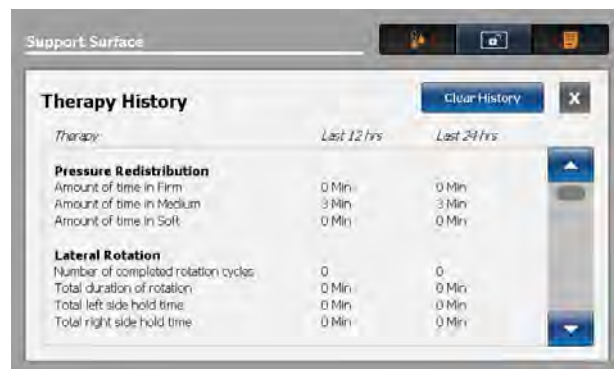 Support Surface
Therapy History
Clear History
X
Therapy Last 12 hrs Last 24 hrs
Pressure Redistribution
Amount of time in Firm 0 Min 0 Min
Amount of time in Medium 3 Min 3 Min
Amount of time in Soft 0 Min 0 Min
Lateral Rotation
Number of completed rotation cycles 0 0
Total duration of rotation 0 Min 0 Min
Total left side hold time 0 Min 0 Min
Total right side hold time 0 Min 0 Min